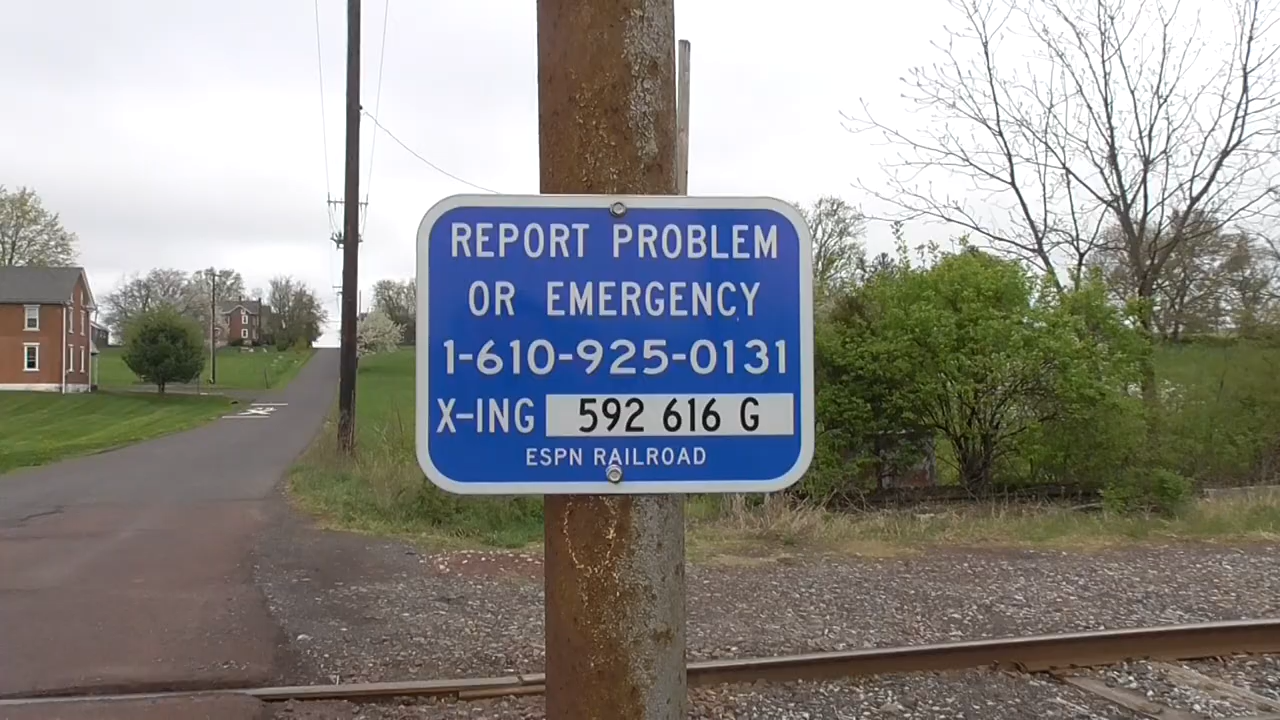 REPORT PROBLEM
OR EMERGENCY
1-610-925-0131
X-ING 592 616 G
ESPN RAILROAD